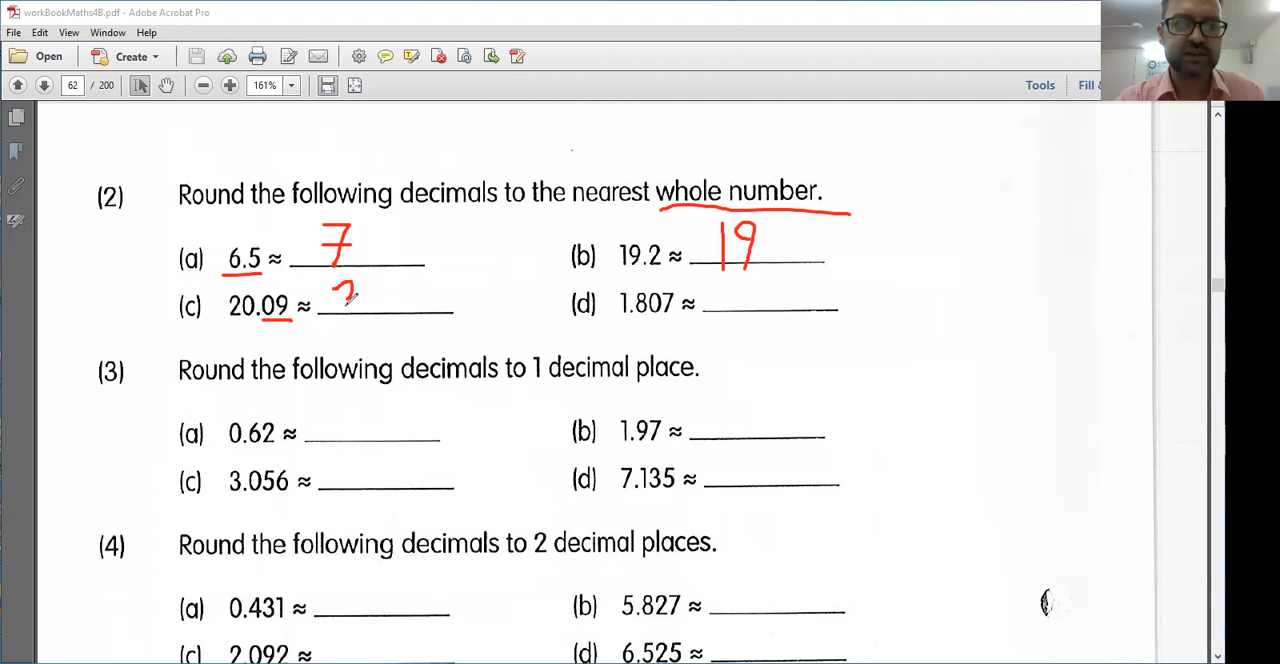 workBookMaths4B.pdf - Adobe Acrobat Pro
File Edit View Window Help
Open Create
62 / 200 161% Tools Fill &
(2) Round the following decimals to the nearest whole number.
(a) 6.5 ≈ 7 (b) 19.2 ≈ 19
(c) 20.09 ≈ 2 (d) 1.807 ≈
(3) Round the following decimals to 1 decimal place.
(a) 0.62 ≈ (b) 1.97 ≈
(c) 3.056 ≈ (d) 7.135 ≈
(4) Round the following decimals to 2 decimal places.
(a) 0.431 ≈ (b) 5.827 ≈
(c) 2.092 ≈ (d) 6.525 ≈